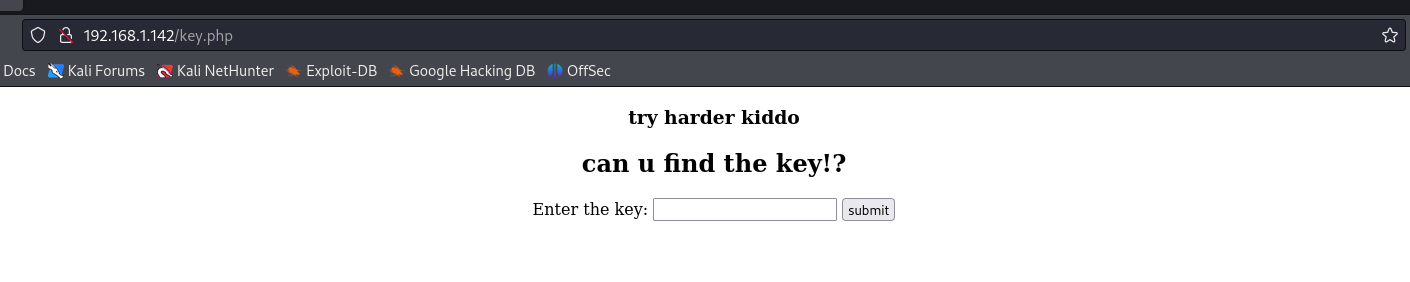 192.168.1.142/key.php
Docs Kali Forums Kali NetHunter Exploit-DB Google Hacking DB OffSec
try harder kiddo
can u find the key!?
Enter the key: submit